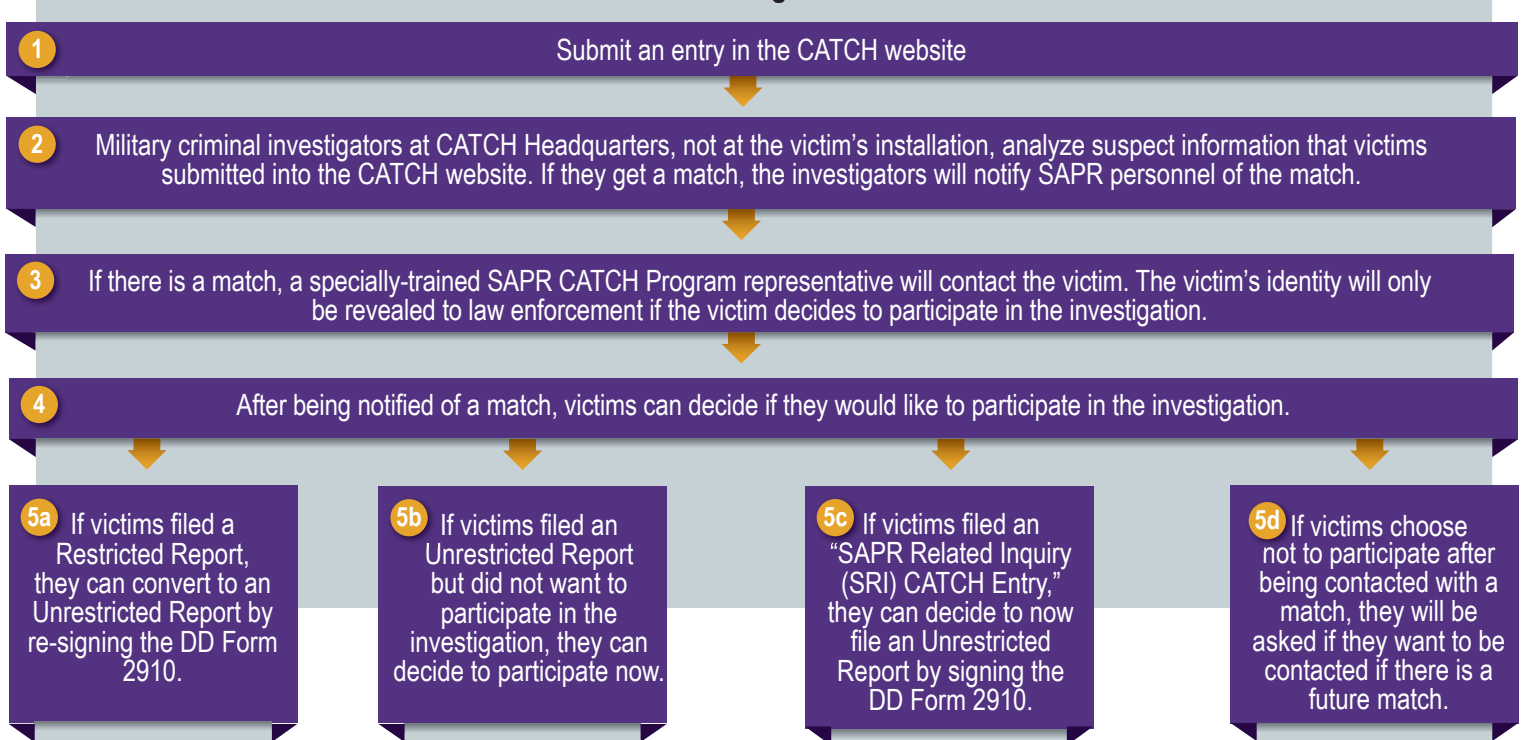 1
Submit an entry in the CATCH website
2
Military criminal investigators at CATCH Headquarters, not at the victim’s installation, analyze suspect information that victims
submitted into the CATCH website. If they get a match, the investigators will notify SAPR personnel of the match.
3
If there is a match, a specially-trained SAPR CATCH Program representative will contact the victim. The victim’s identity will only
be revealed to law enforcement if the victim decides to participate in the investigation.
4
After being notified of a match, victims can decide if they would like to participate in the investigation.
5a
If victims filed a
Restricted Report,
they can convert to an
Unrestricted Report by
re-signing the DD Form
2910.
5b
If victims filed an
Unrestricted Report
but did not want to
participate in the
investigation, they can
decide to participate now.
5c
If victims filed an
“SAPR Related Inquiry
(SRI) CATCH Entry,”
they can decide to now
file an Unrestricted
Report by signing the
DD Form 2910.
5d
If victims choose
not to participate after
being contacted with a
match, they will be
asked if they want to be
contacted if there is a
future match.